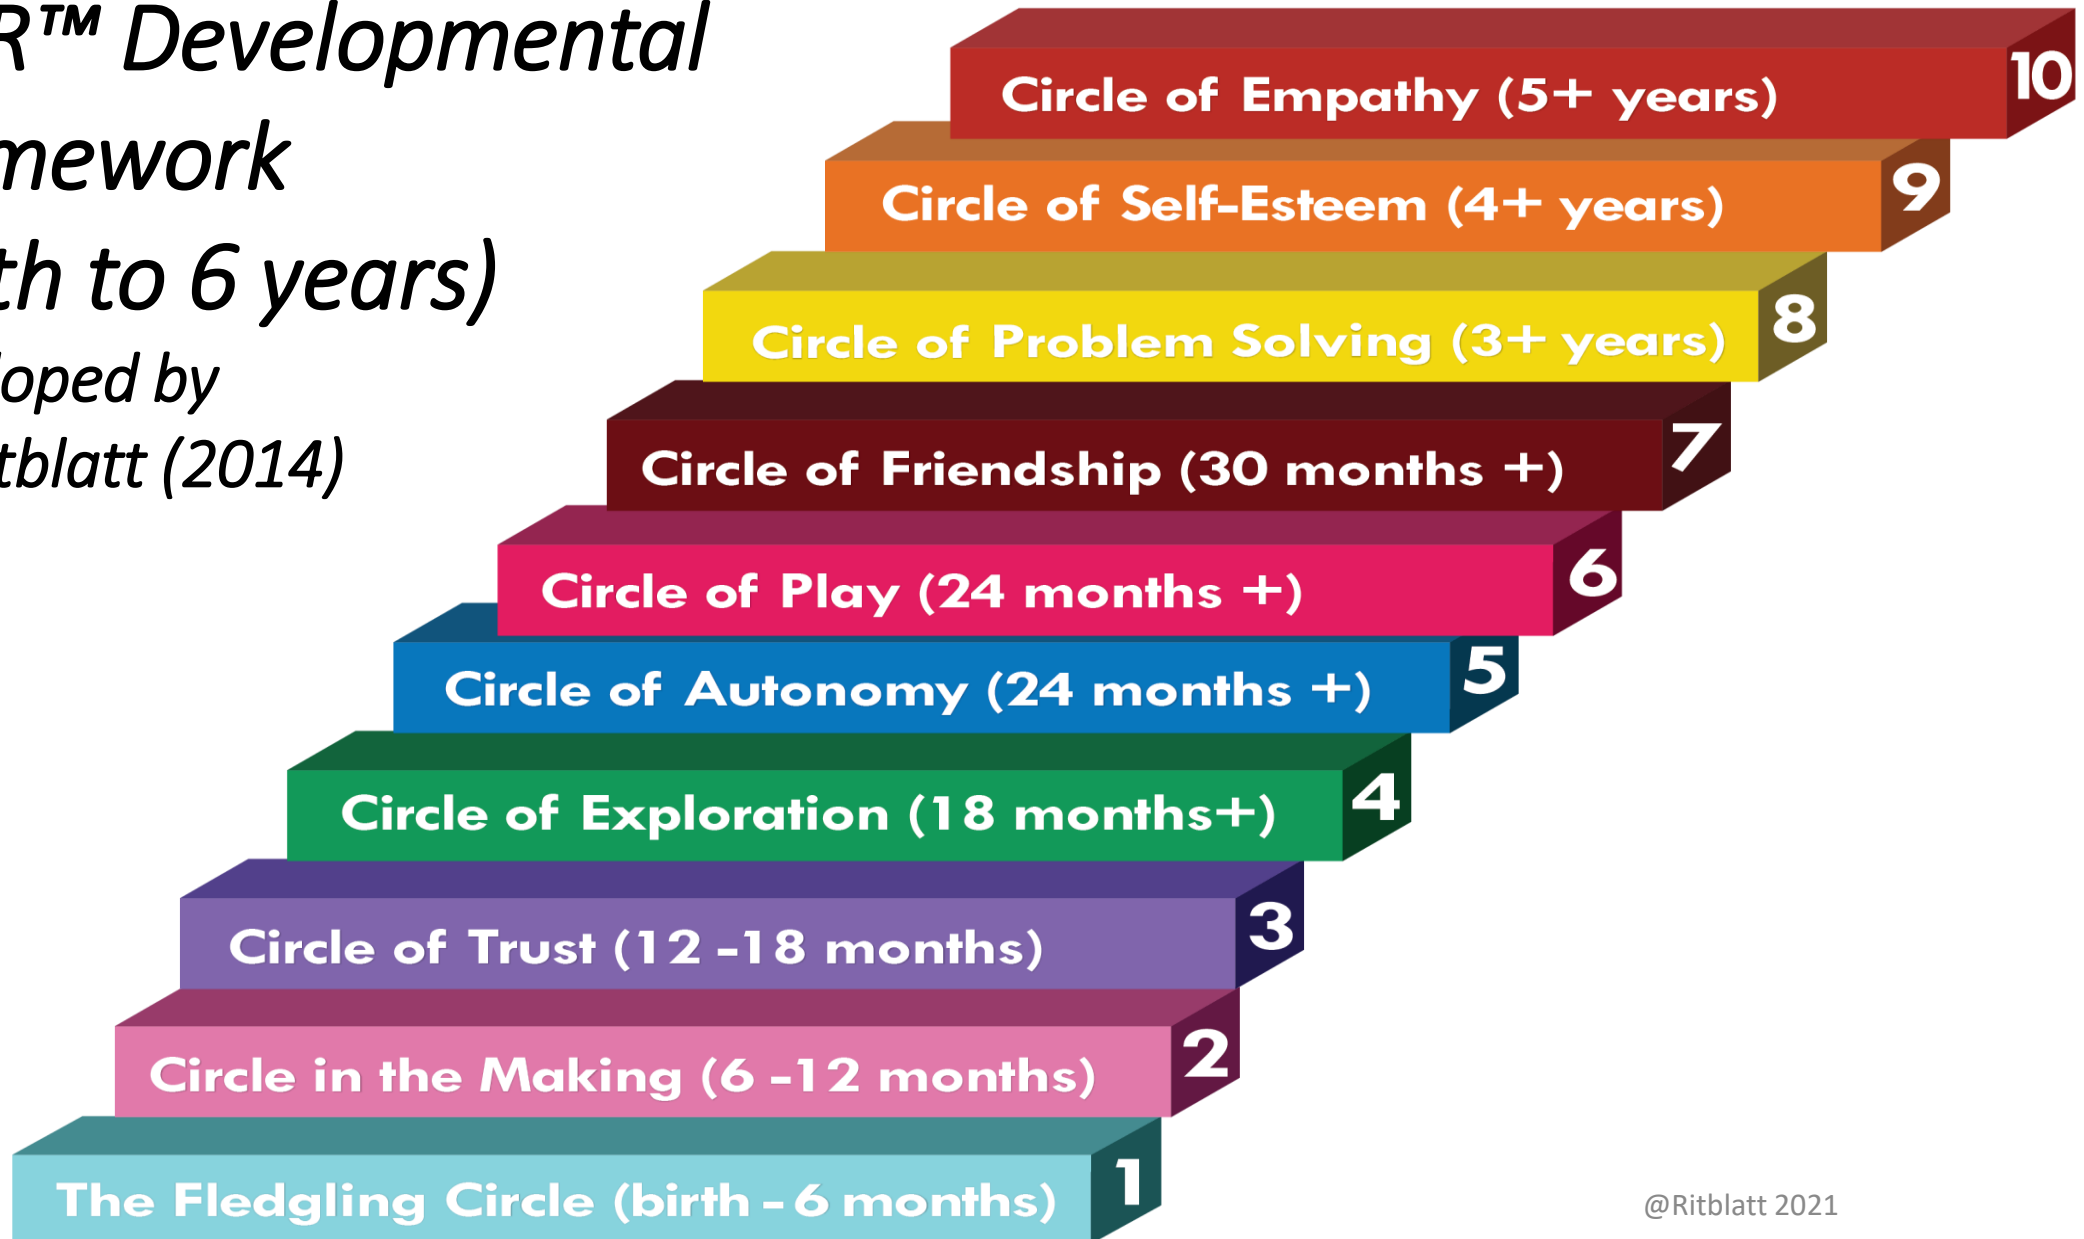 R™ Developmental
mework
th to 6 years)
loped by
tblatt (2014)
Circle of Empathy (5+ years) 10
Circle of Self-Esteem (4+ years) 9
Circle of Problem Solving (3+ years) 8
Circle of Friendship (30 months +) 7
Circle of Play (24 months +) 6
Circle of Autonomy (24 months +) 5
Circle of Exploration (18 months+) 4
Circle of Trust (12 -18 months) 3
Circle in the Making (6 -12 months) 2
The Fledgling Circle (birth - 6 months) 1
@Ritblatt 2021